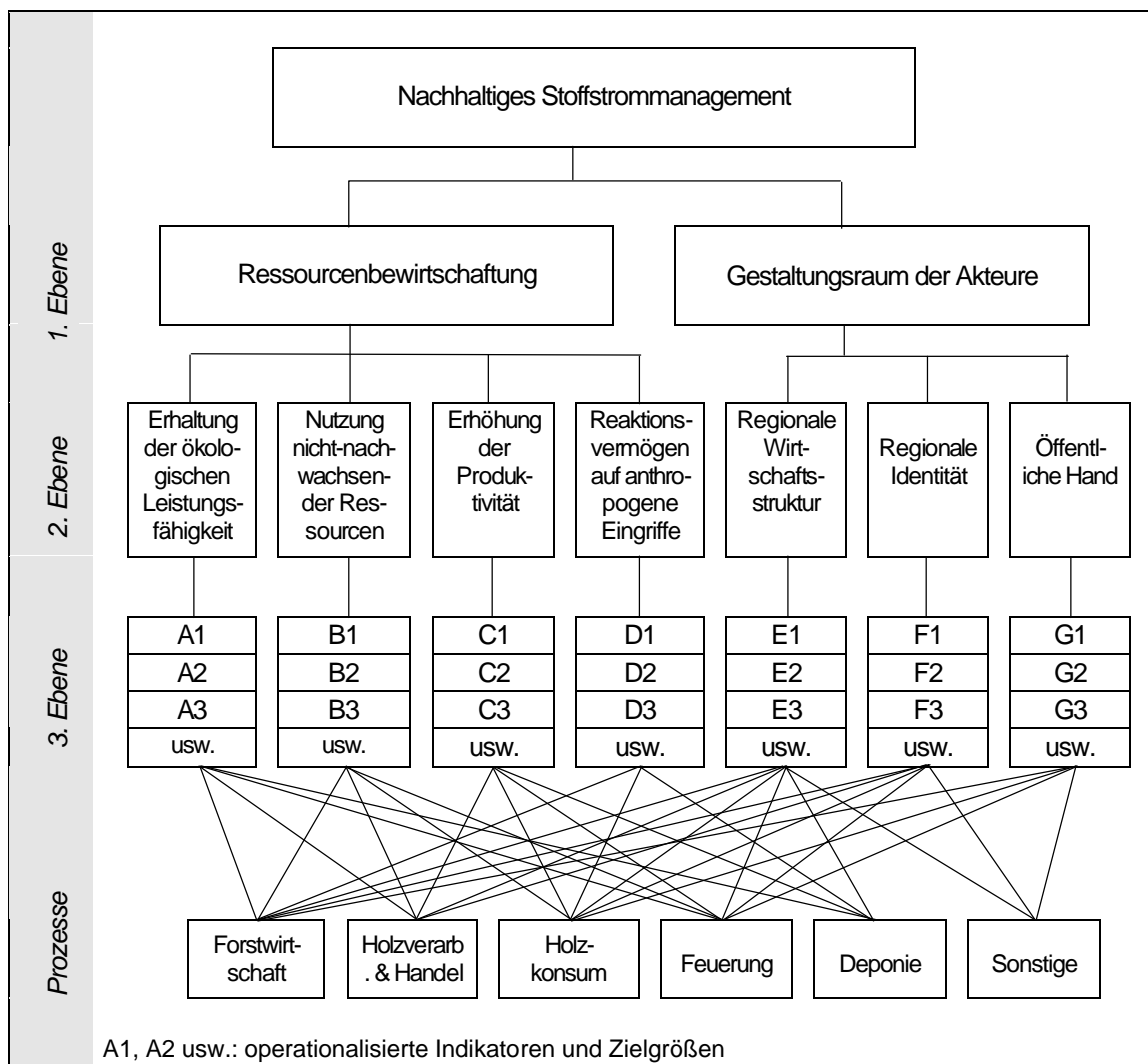 Nachhaltiges Stoffstrommanagement
1. Ebene
Ressourcenbewirtschaftung
Gestaltungsraum der Akteure
2. Ebene
Erhaltung
der ökolo-
gischen
Leistungs-
fähigkeit
Nutzung
nicht-nach-
wachsen-
der Res-
sourcen
Erhöhung
der
Produk-
tivität
Reaktions-
vermögen
auf anthro-
pogene
Eingriffe
Regionale
Wirt-
schafts-
struktur
Regionale
Identität
Öffentl-
iche Hand
3. Ebene
A1
A2
A3
usw.
B1
B2
B3
usw.
C1
C2
C3
usw.
D1
D2
D3
usw.
E1
E2
E3
usw.
F1
F2
F3
usw.
G1
G2
G3
usw.
Prozesse
Forstwirt-
schaft
Holzverarb
. & Handel
Holz-
konsum
Feuerung
Deponie
Sonstige
A1, A2 usw.: operationalisierte Indikatoren und Zielgrößen